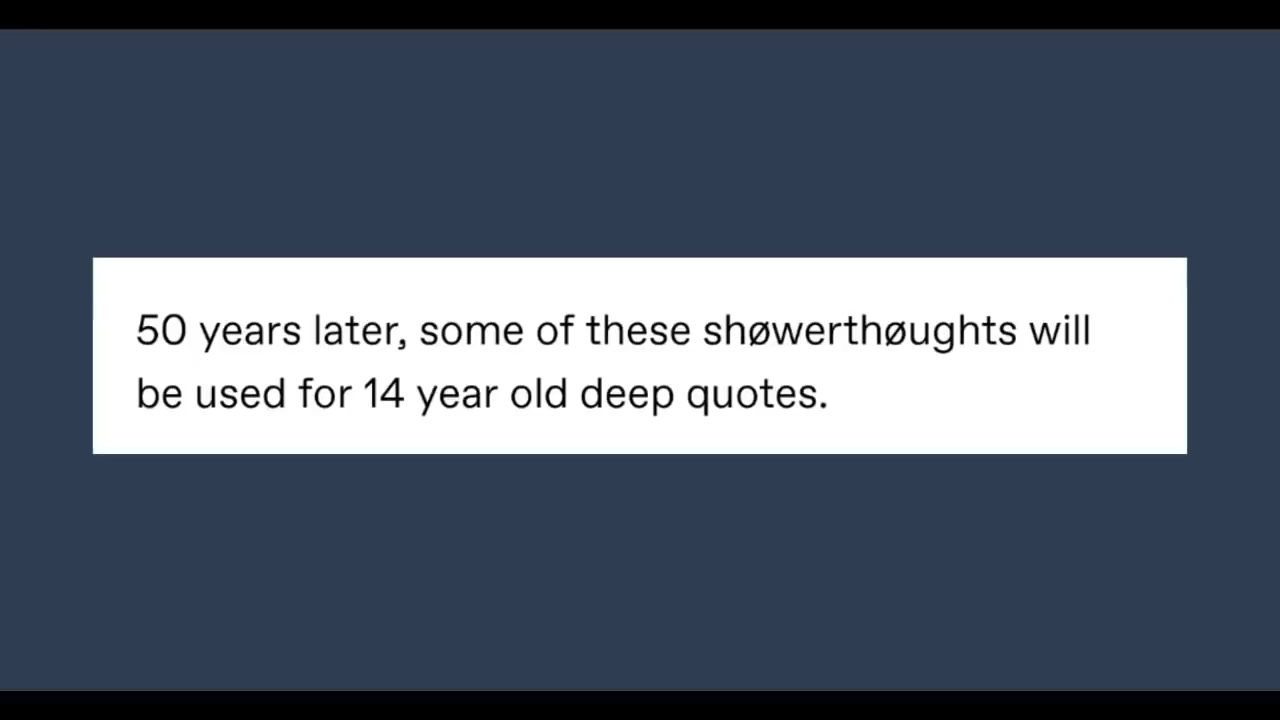 50 years later, some of these shøwerthøughts will
be used for 14 year old deep quotes.